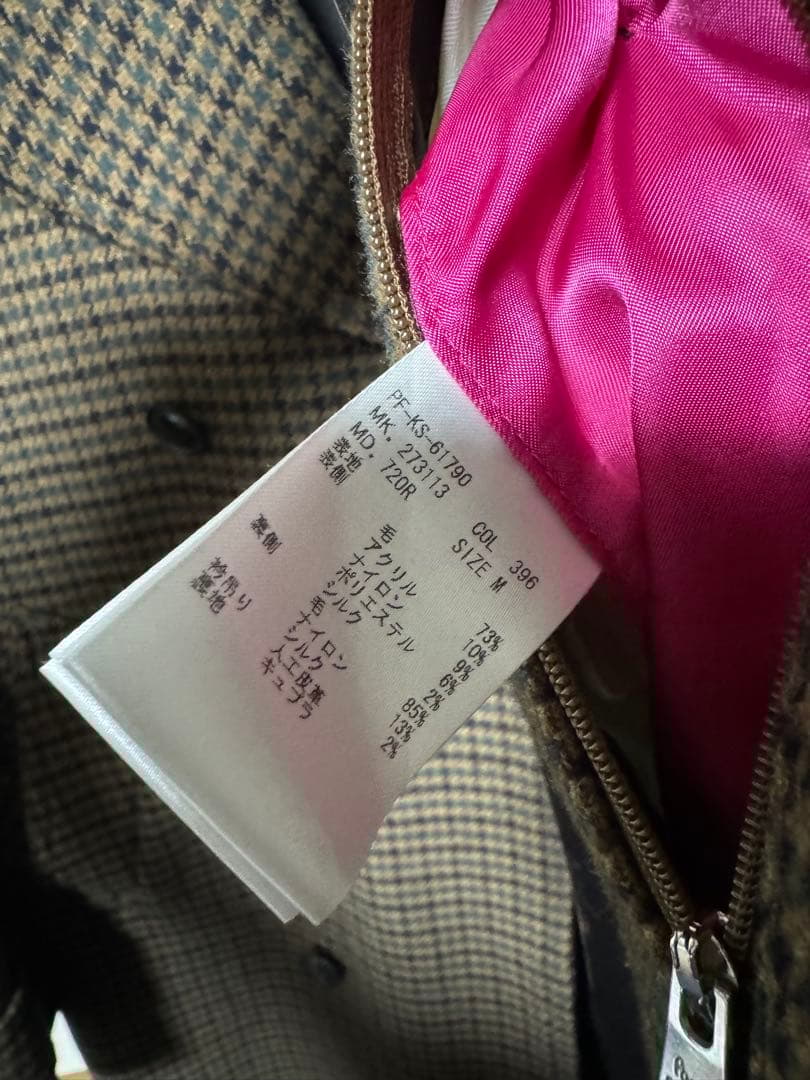 PF-KS-61790
MK. 273113 COL 396
MD. 720R SIZE M
表地
表側 毛 73%
アクリル 10%
ナイロン 9%
ポリエステル 6%
シルク 2%
裏側 毛 85%
ナイロン 13%
シルク 2%
衿吊り 人工皮革
腰地 キュプラ